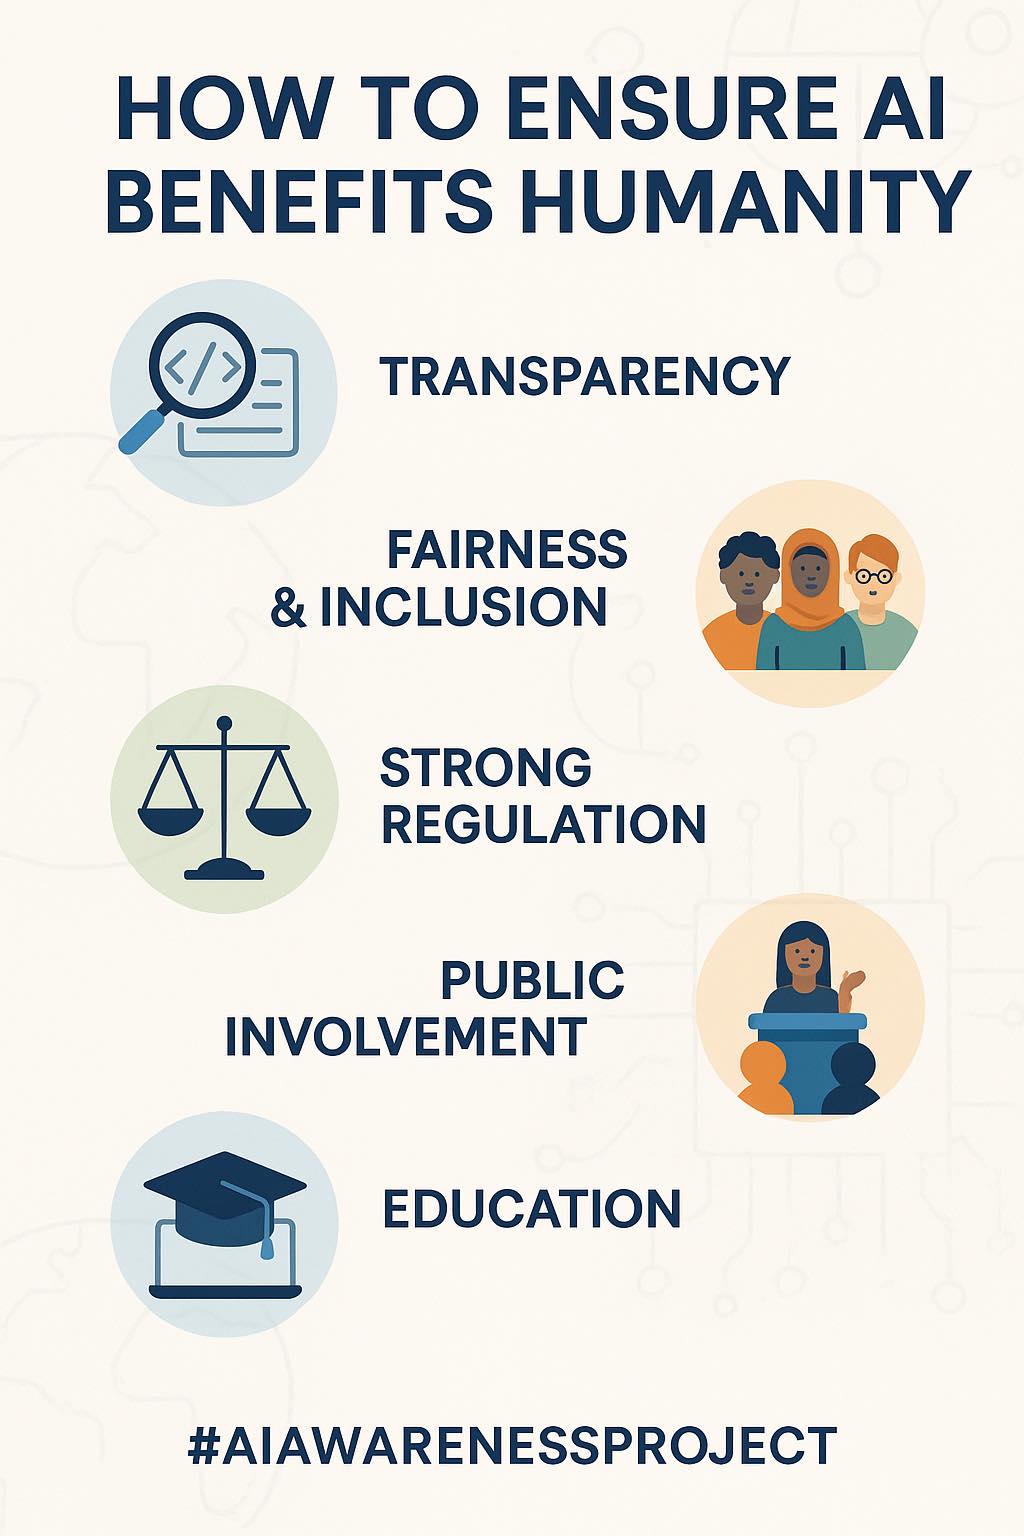 HOW TO ENSURE AI
BENEFITS HUMANITY
</>
TRANSPARENCY
FAIRNESS
& INCLUSION
STRONG
REGULATION
PUBLIC
INVOLVEMENT
EDUCATION
#AIAWARENESSPROJECT